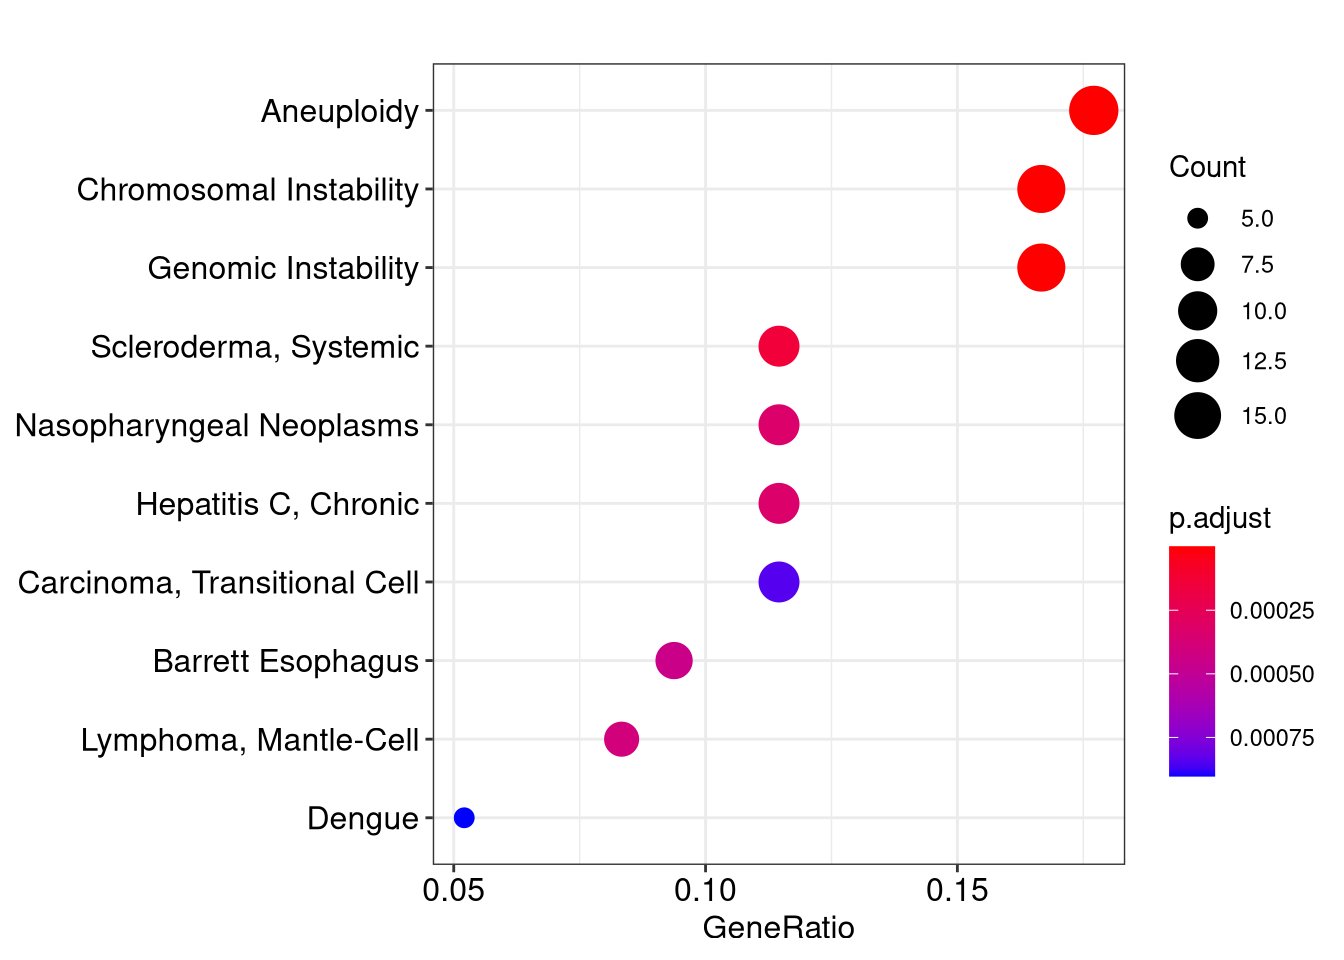 Aneuploidy
Chromosomal Instability
Genomic Instability
Scleroderma, Systemic
Nasopharyngeal Neoplasms
Hepatitis C, Chronic
Carcinoma, Transitional Cell
Barrett Esophagus
Lymphoma, Mantle-Cell
Dengue
0.05 0.10 0.15
GeneRatio
Count
5.0
7.5
10.0
12.5
15.0
p.adjust
0.00025
0.00050
0.00075